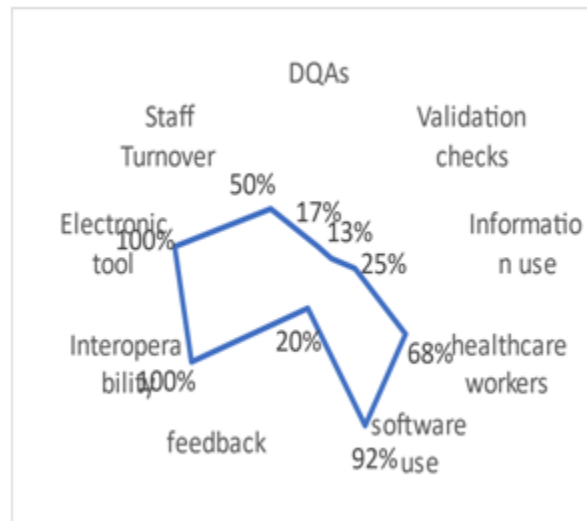 DQAs
Staff
Turnover
Validation
checks
50%
17%
13%
25%
Electronic
tool
100%
Informatio
n use
Interopera
bility
100%
20%
68%
healthcare
workers
feedback
software
use
92%